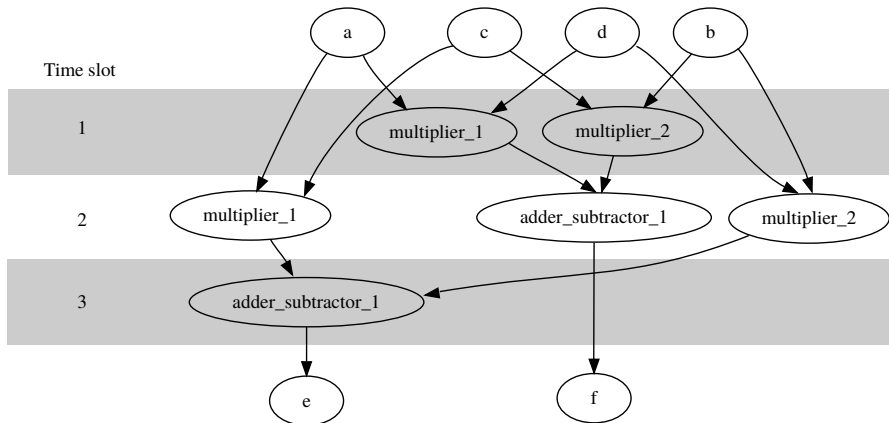 a c d b
Time slot
1 multiplier_1 multiplier_2
2 multiplier_1 adder_subtractor_1 multiplier_2
3 adder_subtractor_1
e f